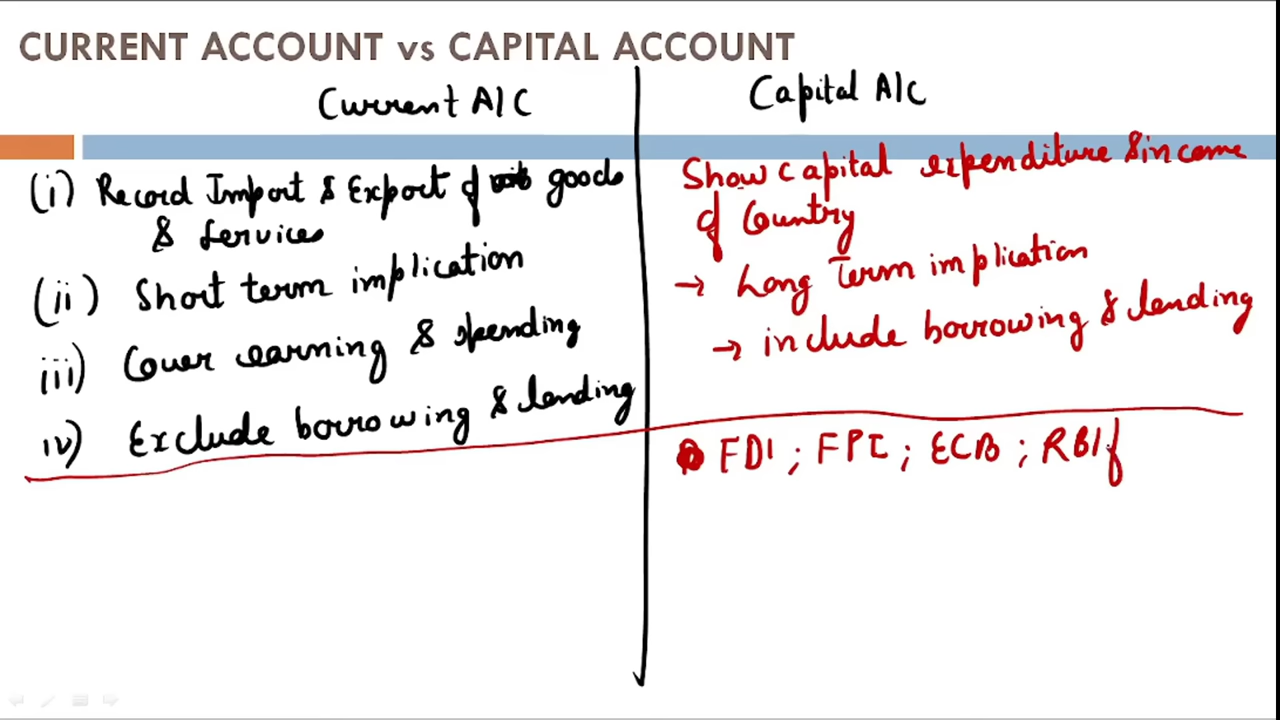 CURRENT ACCOUNT vs CAPITAL ACCOUNT
Current A/C
(i) Record Import & Export of goods
& Services
(ii) Short term implication
iii) Cover earning & spending
iv) Exclude borrowing & lending
Capital A/C
Show capital expenditure & income
of Country
→ Long Term implication
→ include borrowing & lending
FDI ; FPI ; ECB ; RBI